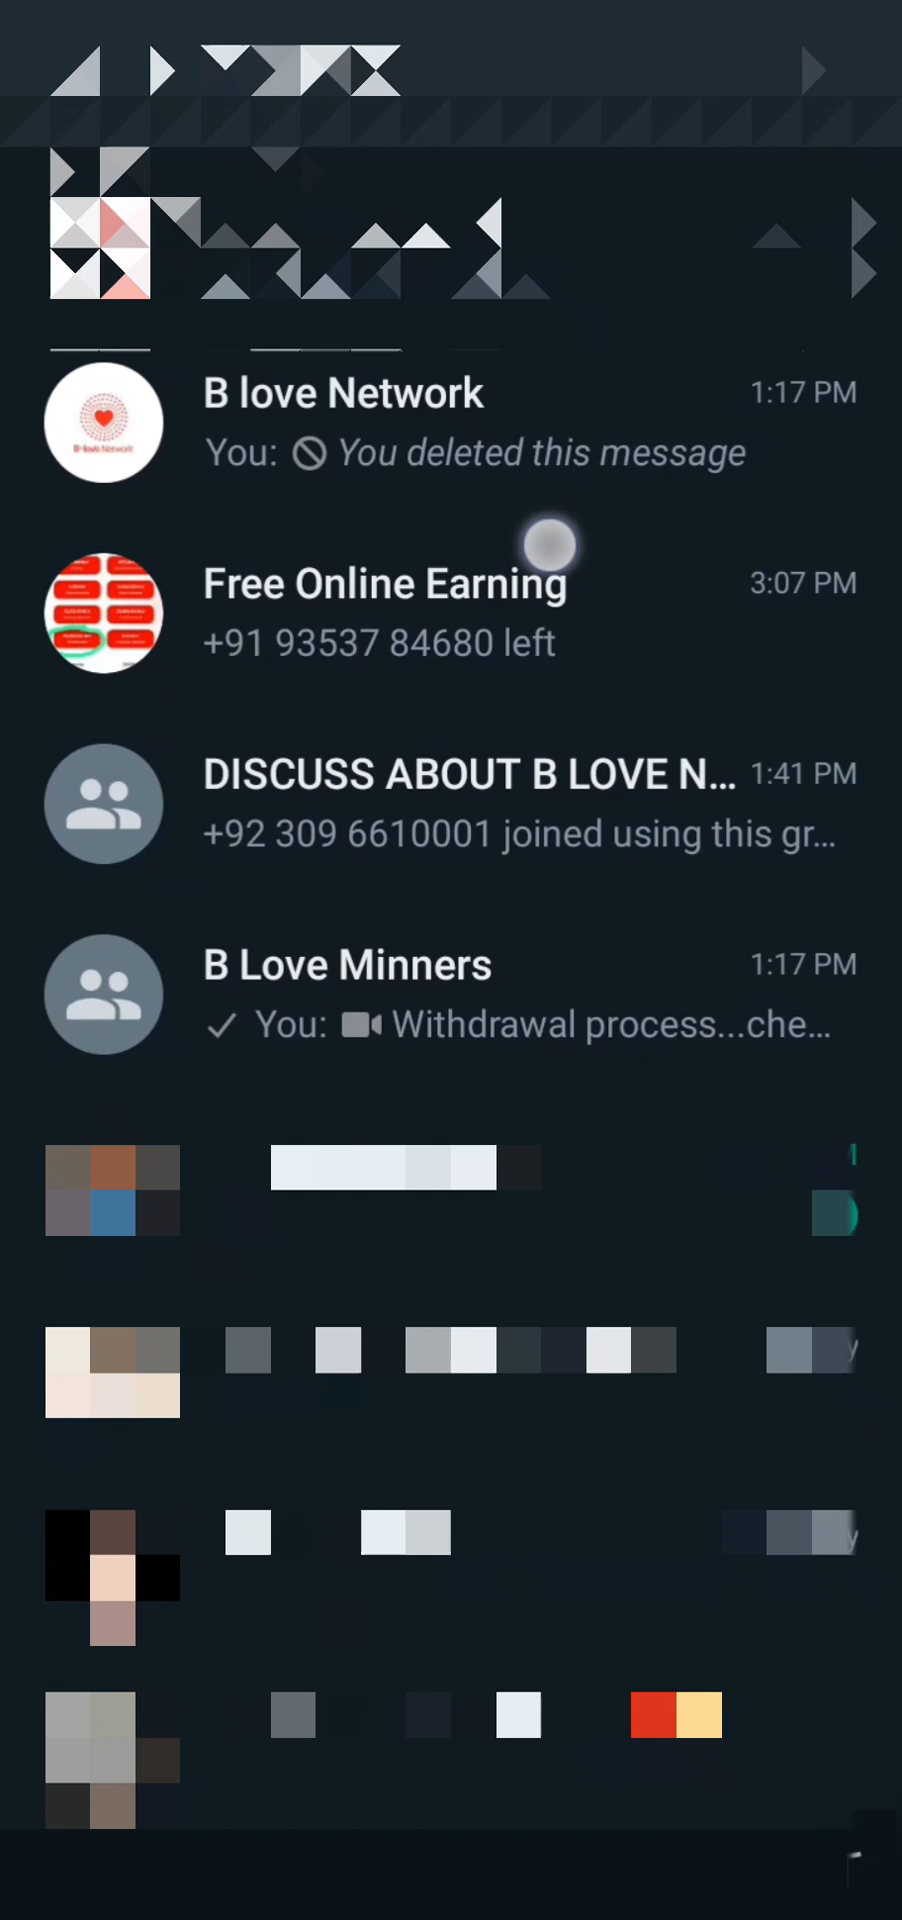 B love Network
1:17 PM
You: You deleted this message
B-love Network
Free Online Earning
3:07 PM
+91 93537 84680 left
DISCUSS ABOUT B LOVE N...
1:41 PM
+92 309 6610001 joined using this gr...
B Love Minners
1:17 PM
You: Withdrawal process...che...